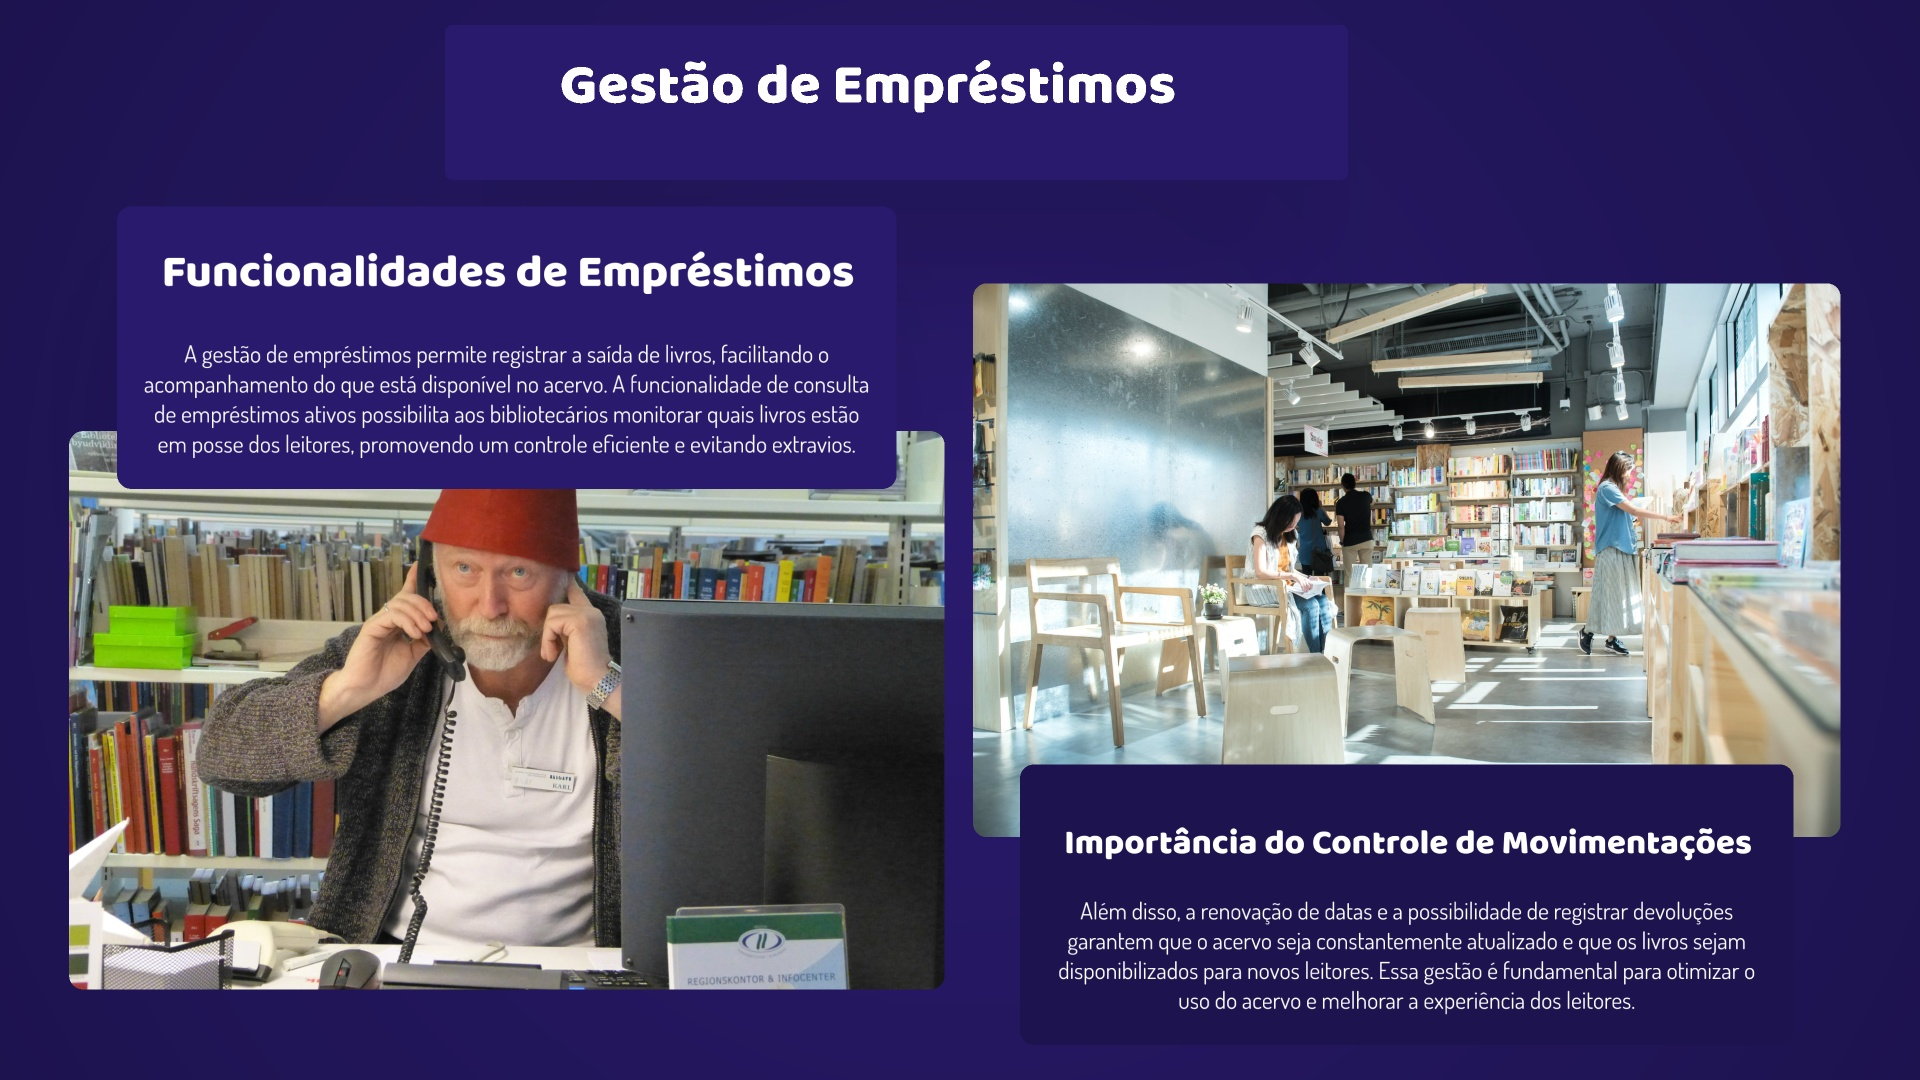 Gestão de Empréstimos
Funcionalidades de Empréstimos
A gestão de empréstimos permite registrar a saída de livros, facilitando o
acompanhamento do que está disponível no acervo. A funcionalidade de consulta
de empréstimos ativos possibilita aos bibliotecários monitorar quais livros estão
em posse dos leitores, promovendo um controle eficiente e evitando extravios.
KARL
REGIONSKONTOR & INFOCENTER
Importância do Controle de Movimentações
Além disso, a renovação de datas e a possibilidade de registrar devoluções
garantem que o acervo seja constantemente atualizado e que os livros sejam
disponibilizados para novos leitores. Essa gestão é fundamental para otimizar o
uso do acervo e melhorar a experiência dos leitores.